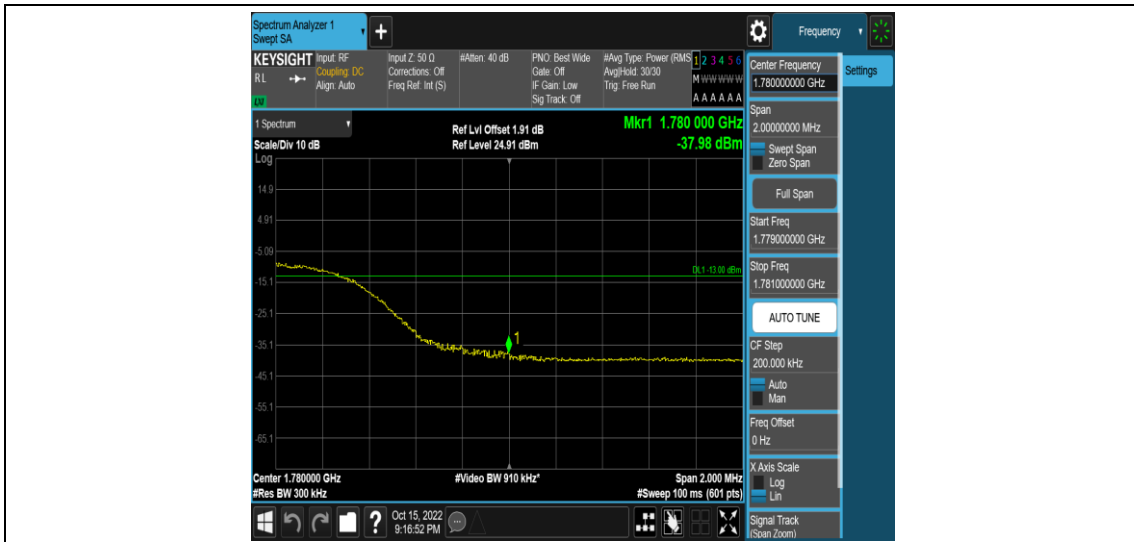 Spectrum Analyzer 1
Swept SA
+
Frequency
KEYSIGHT
RL
LXI
Input: RF
Coupling: DC
Align: Auto
Input Z: 50 Ω
Corrections: Off
Freq Ref: Int (S)
#Atten: 40 dB
PNO: Best Wide
Gate: Off
IF Gain: Low
Sig Track: Off
#Avg Type: Power (RMS
Avg|Hold: 30/30
Trig: Free Run
1 2 3 4 5 6
M W W W W W
A A A A A A
1 Spectrum
Scale/Div 10 dB
Log
Ref Lvl Offset 1.91 dB
Ref Level 24.91 dBm
Mkr1 1.780 000 GHz
-37.98 dBm
14.9
4.91
-5.09
DL1 -13.00 dBm
-15.1
-25.1
1
-35.1
-45.1
-55.1
-65.1
Center 1.780000 GHz
#Res BW 300 kHz
#Video BW 910 kHz*
Span 2.000 MHz
#Sweep 100 ms (601 pts)
?
Oct 15, 2022
9:16:52 PM
Center Frequency
1.780000000 GHz
Settings
Span
2.00000000 MHz
Swept Span
Zero Span
Full Span
Start Freq
1.779000000 GHz
Stop Freq
1.781000000 GHz
AUTO TUNE
CF Step
200.000 kHz
Auto
Man
Freq Offset
0 Hz
X Axis Scale
Log
Lin
Signal Track
(Span Zoom)